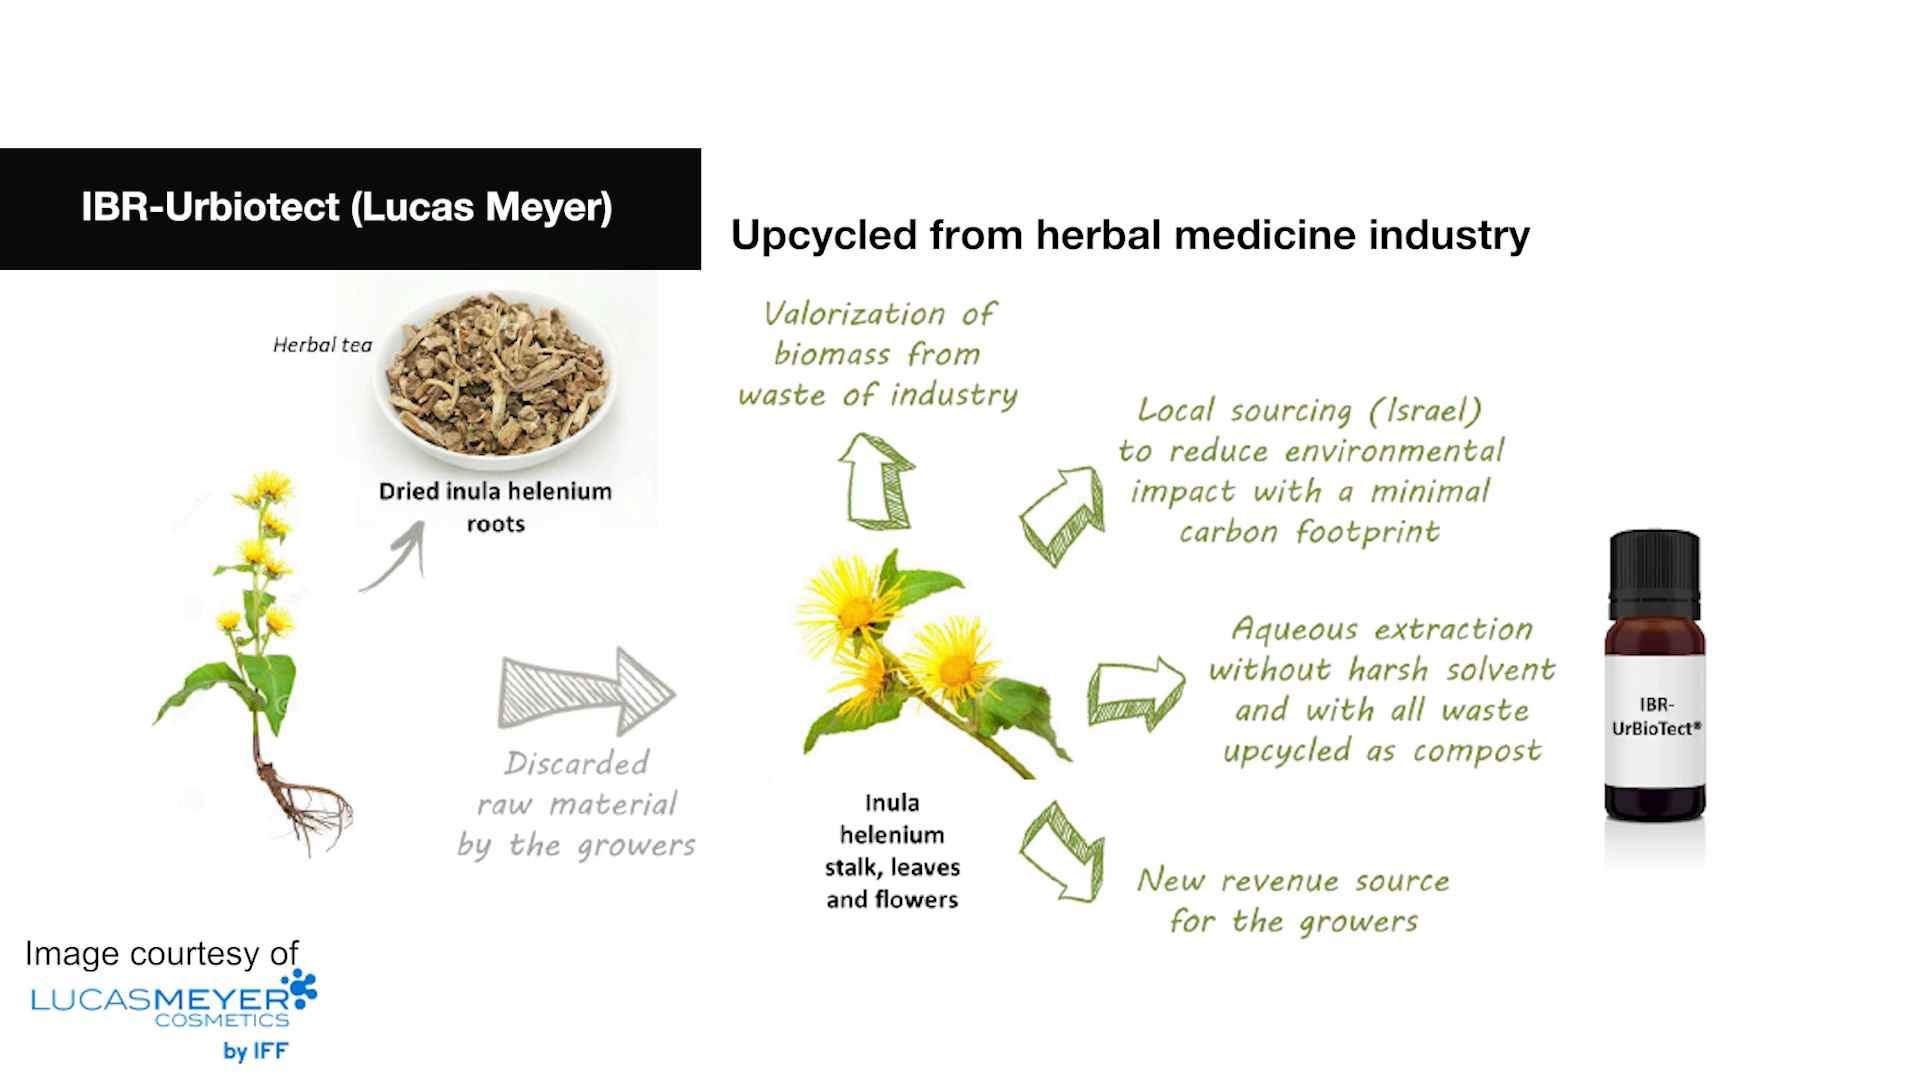 IBR-Urbiotect (Lucas Meyer)
Upcycled from herbal medicine industry
Herbal tea
Dried inula helenium
roots
Discarded
raw material
by the growers
Valorization of
biomass from
waste of industry
Local sourcing (Israel)
to reduce environmental
impact with a minimal
carbon footprint
Aqueous extraction
without harsh solvent
and with all waste
upcycled as compost
New revenue source
for the growers
Inula
helenium
stalk, leaves
and flowers
IBR-
UrBioTect®
Image courtesy of
LUCASMEYER
COSMETICS
by IFF